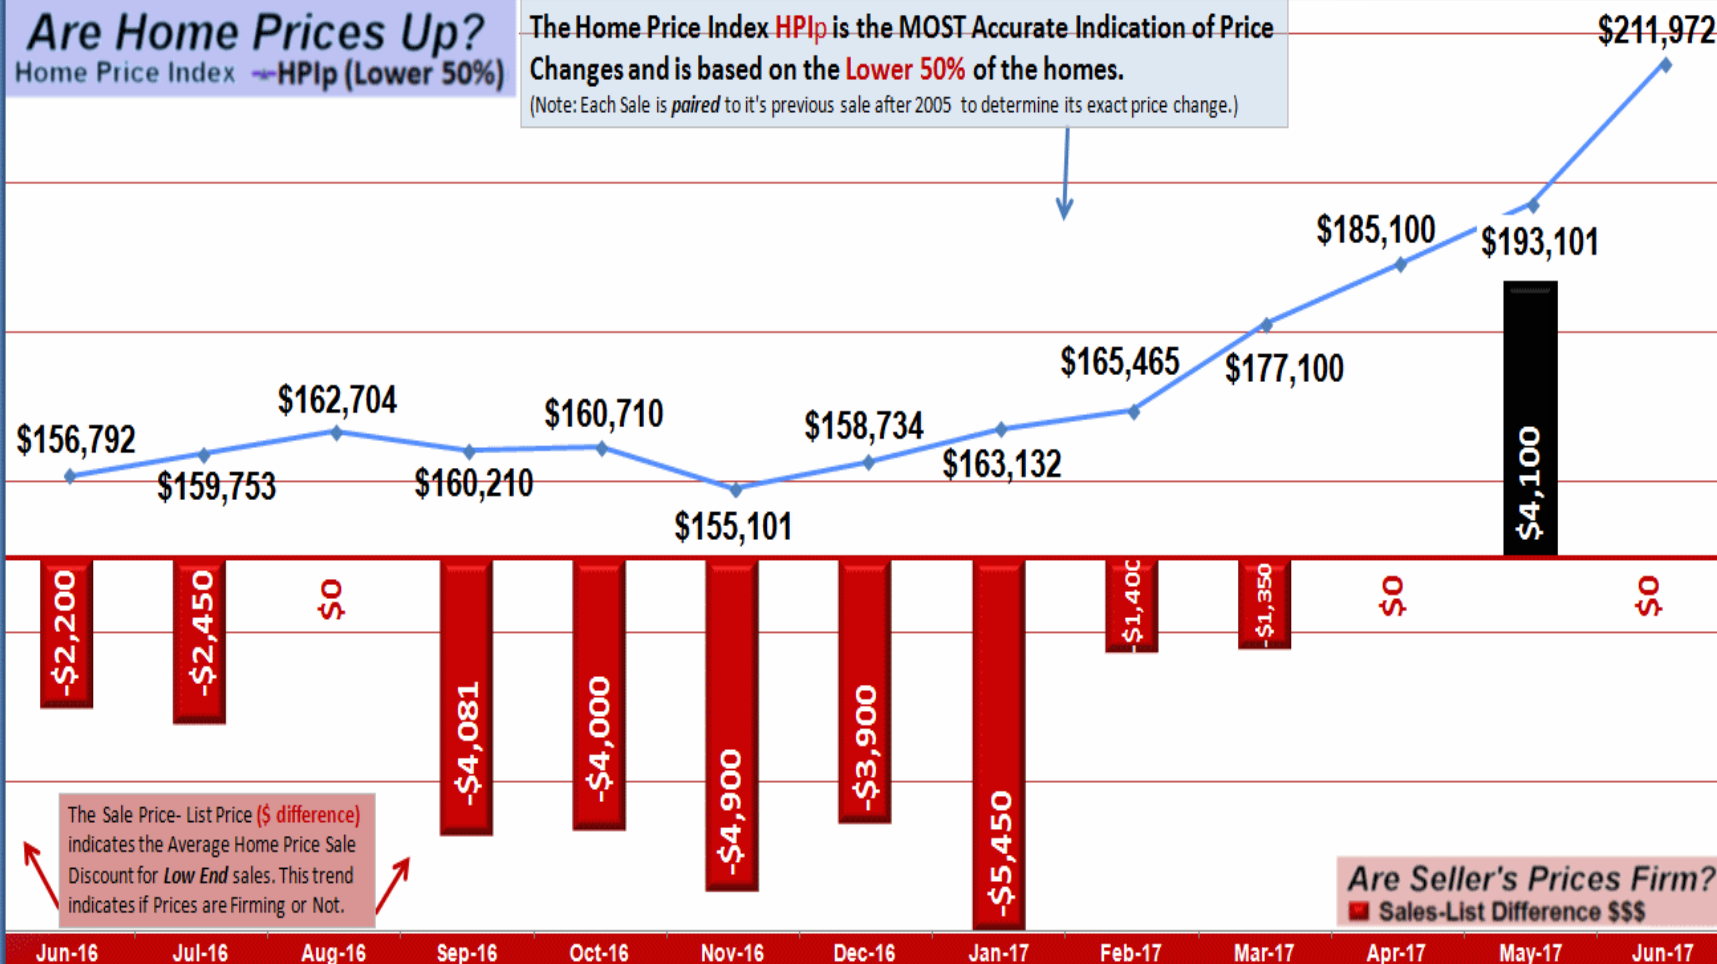 Are Home Prices Up?
Home Price Index HPIp (Lower 50%)
The Home Price Index HPIp is the MOST Accurate Indication of Price
Changes and is based on the Lower 50% of the homes.
(Note: Each Sale is paired to it's previous sale after 2005 to determine its exact price change.)
$156,792
$159,753
$162,704
$160,210
$160,710
$155,101
$158,734
$163,132
$165,465
$177,100
$185,100
$193,101
$211,972
-$2,200
-$2,450
$0
-$4,081
-$4,000
-$4,900
-$3,900
-$5,450
-$1,400
-$1,350
$0
$4,100
$0
The Sale Price- List Price ($ difference)
indicates the Average Home Price Sale
Discount for Low End sales. This trend
indicates if Prices are Firming or Not.
Are Seller's Prices Firm?
Sales-List Difference $$$
Jun-16 Jul-16 Aug-16 Sep-16 Oct-16 Nov-16 Dec-16 Jan-17 Feb-17 Mar-17 Apr-17 May-17 Jun-17